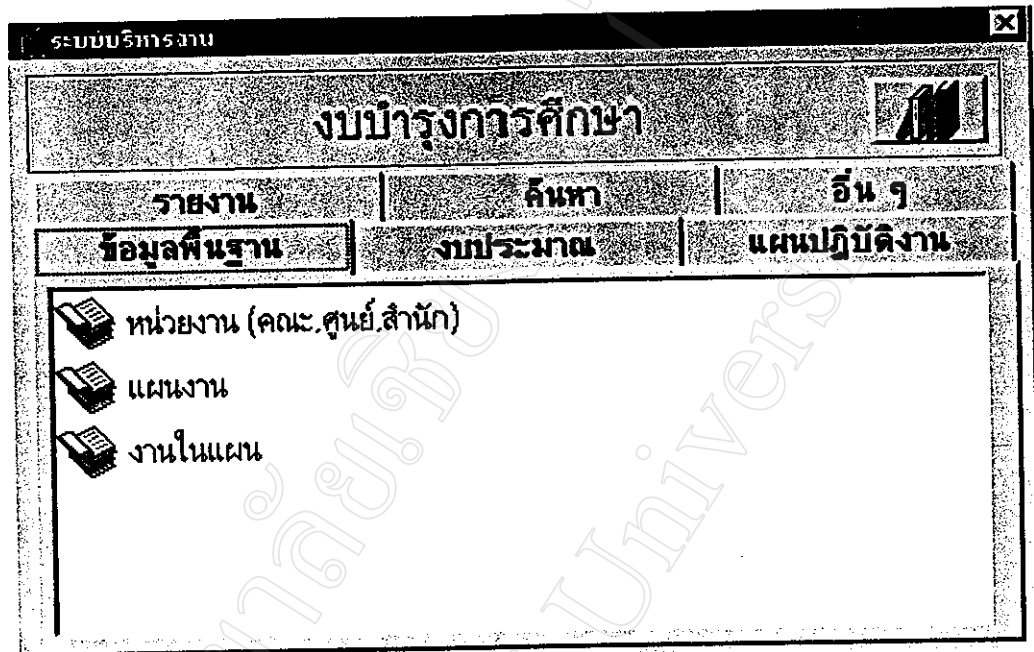 ระบบบริหารงาน
งบบำรุงการศึกษา
รายงาน ค้นหา อื่น ๆ
ข้อมูลพื้นฐาน งบประมาณ แผนปฏิบัติงาน
หน่วยงาน (คณะ,ศูนย์,สำนัก)
แผนงาน
งานในแผน